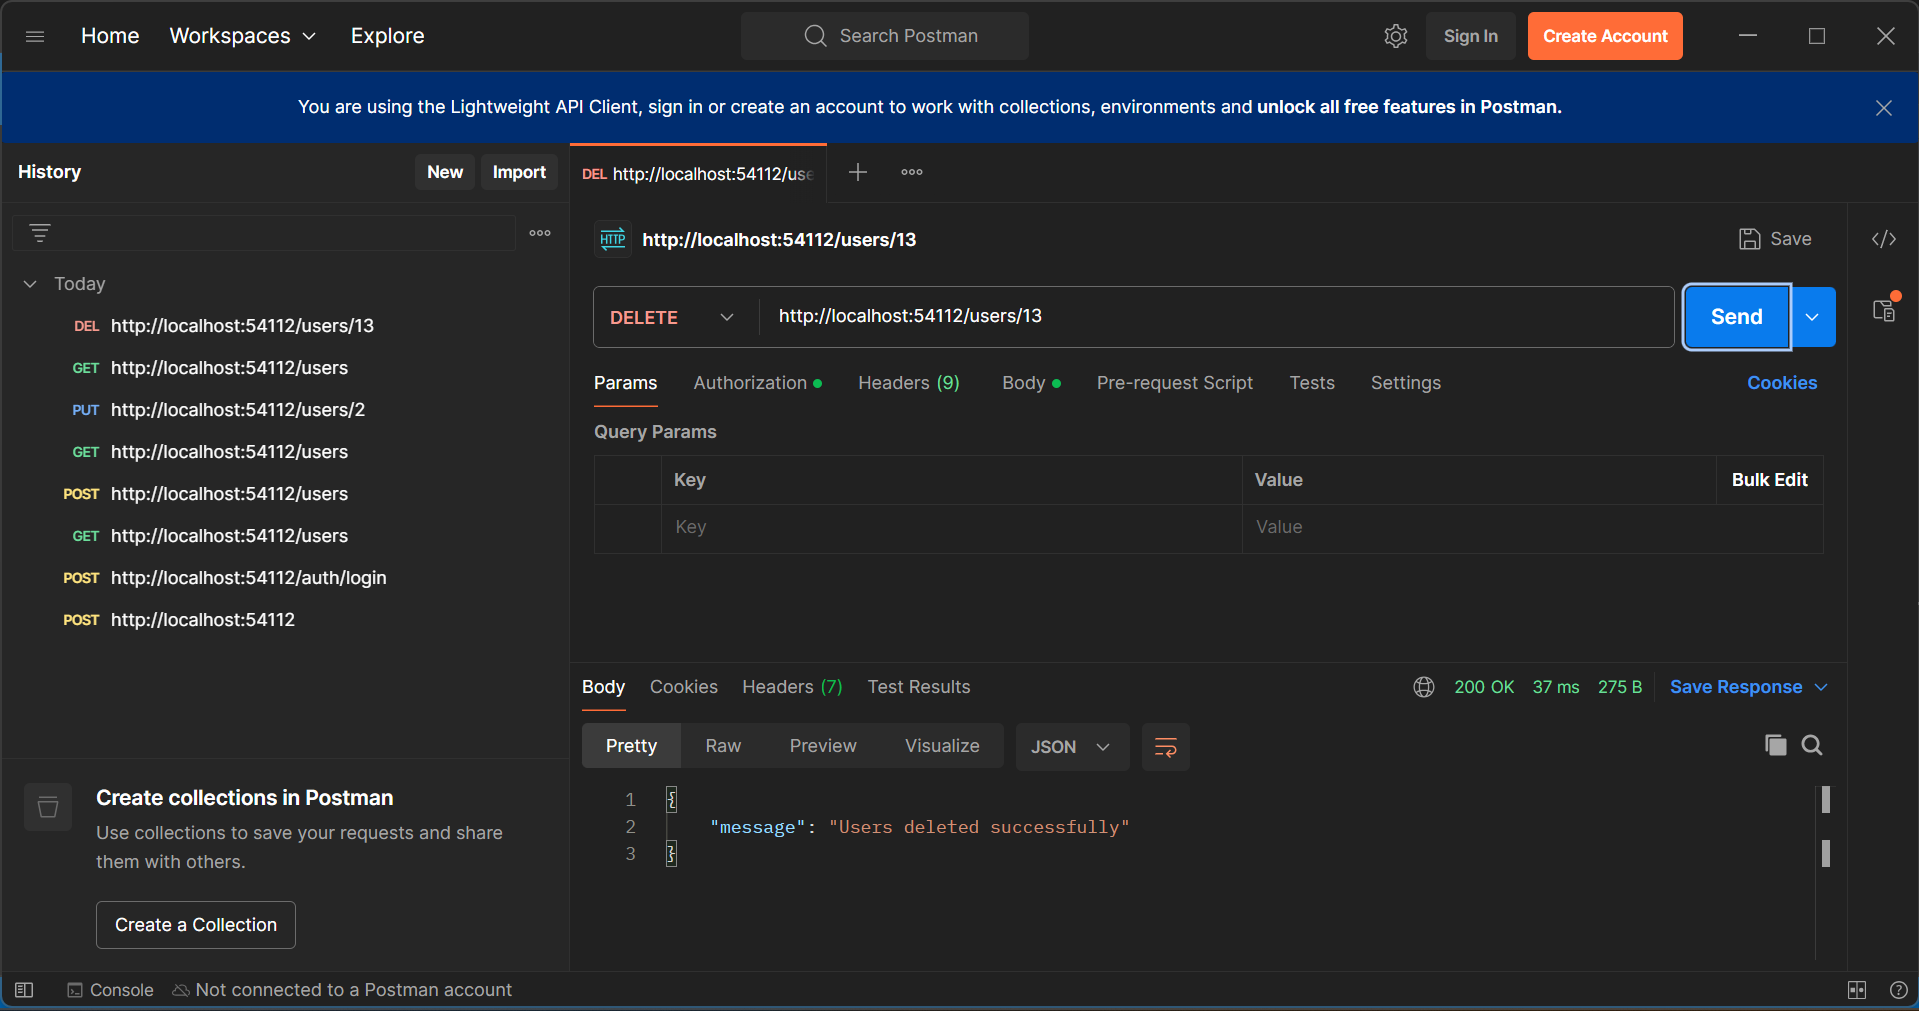 Home Workspaces Explore Search Postman Sign In Create Account
You are using the Lightweight API Client, sign in or create an account to work with collections, environments and unlock all free features in Postman.
History New Import
Today
DEL http://localhost:54112/users/13
GET http://localhost:54112/users
PUT http://localhost:54112/users/2
GET http://localhost:54112/users
POST http://localhost:54112/users
GET http://localhost:54112/users
POST http://localhost:54112/auth/login
POST http://localhost:54112
Create collections in Postman
Use collections to save your requests and share
them with others.
Create a Collection
DEL http://localhost:54112/use
HTTP http://localhost:54112/users/13 Save
DELETE http://localhost:54112/users/13 Send
Params Authorization Headers (9) Body Pre-request Script Tests Settings Cookies
Query Params
Key Value Bulk Edit
Key Value
Body Cookies Headers (7) Test Results 200 OK 37 ms 275 B Save Response
Pretty Raw Preview Visualize JSON
1 {
2 "message": "Users deleted successfully"
3 }
Console Not connected to a Postman account